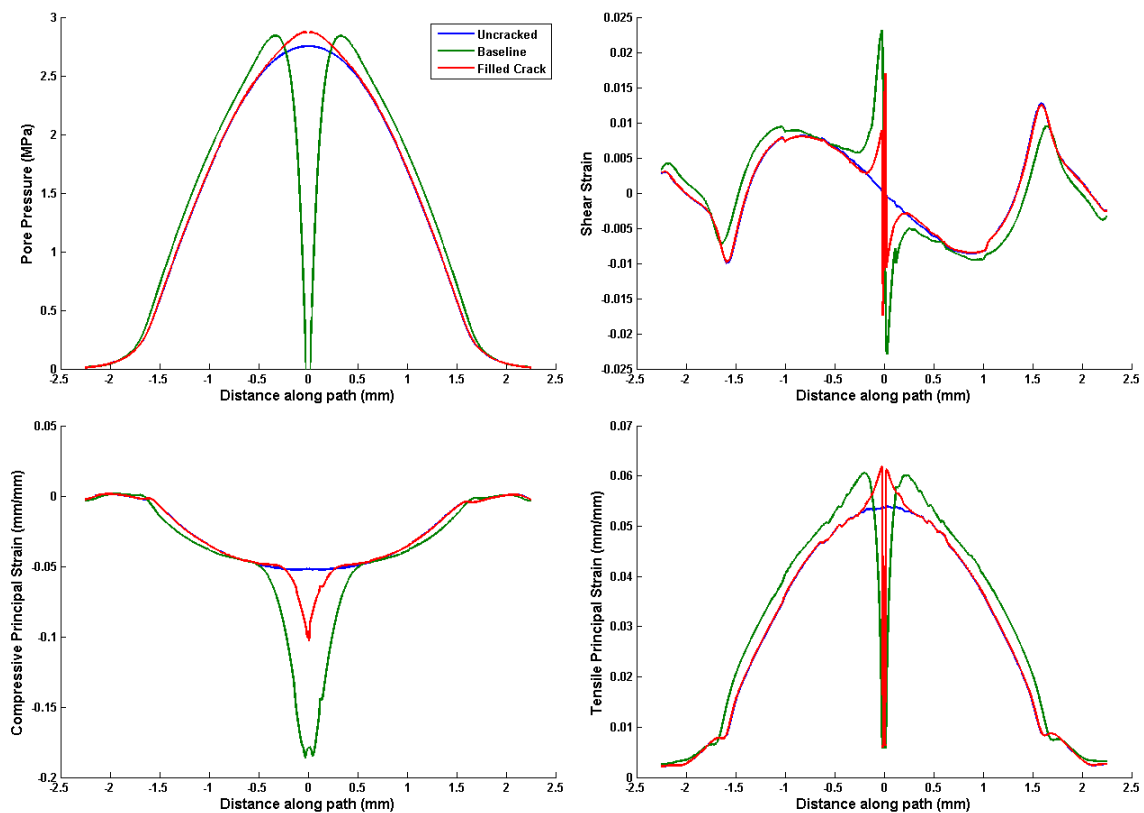 3
2.5
2
1.5
1
0.5
0
Pore Pressure (MPa)
-2.5 -2 -1.5 -1 -0.5 0 0.5 1 1.5 2 2.5
Distance along path (mm)
Uncracked
Baseline
Filled Crack
0.025
0.02
0.015
0.01
0.005
0
-0.005
-0.01
-0.015
0.02
-0.025
Shear Strain
-2.5 -2 -1.5 -1 -0.5 0 0.5 1 1.5 2 2.5
Distance along path (mm)
0.05
0
-0.05
-0.1
-0.15
-0.2
Compressive Principal Strain (mm/mm)
-2.5 -2 -1.5 -1 -0.5 0 0.5 1 1.5 2 2.5
Distance along path (mm)
0.07
0.06
0.05
0.04
0.03
0.02
0.01
0
Tensile Principal Strain (mm/mm)
-2.5 -2 -1.5 -1 -0.5 0 0.5 1 1.5 2 2.5
Distance along path (mm)